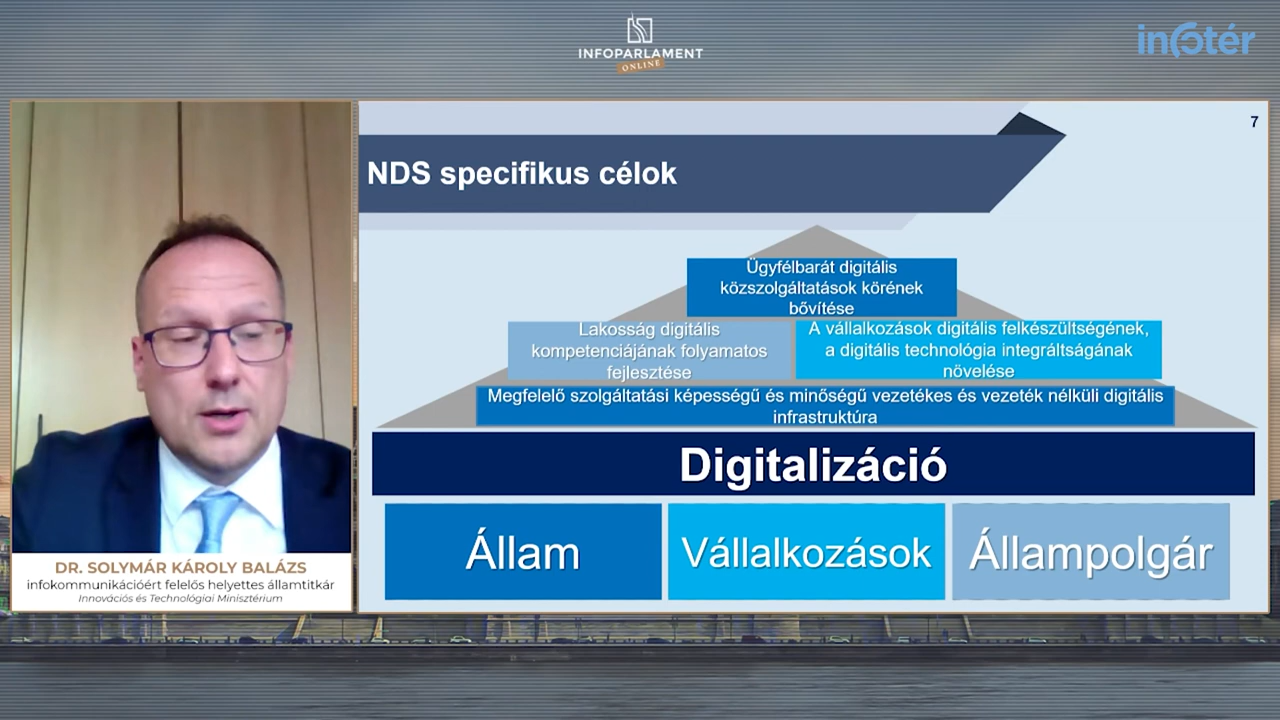 INFOPARLAMENT
ONLINE
infotér
7
NDS specifikus célok
Ügyfélbarát digitális
közszolgáltatások körének
bővítése
Lakosság digitális
kompetenciájának folyamatos
fejlesztése
A vállalkozások digitális felkészültségének,
a digitális technológia integráltságának
növelése
Megfelelő szolgáltatási képességű és minőségű vezetékes és vezeték nélküli digitális
infrastruktúra
Digitalizáció
Állam
Vállalkozások
Állampolgár
DR. SOLYMÁR KÁROLY BALÁZS
infokommunikációért felelős helyettes államtitkár
Innovációs és Technológiai Minisztérium